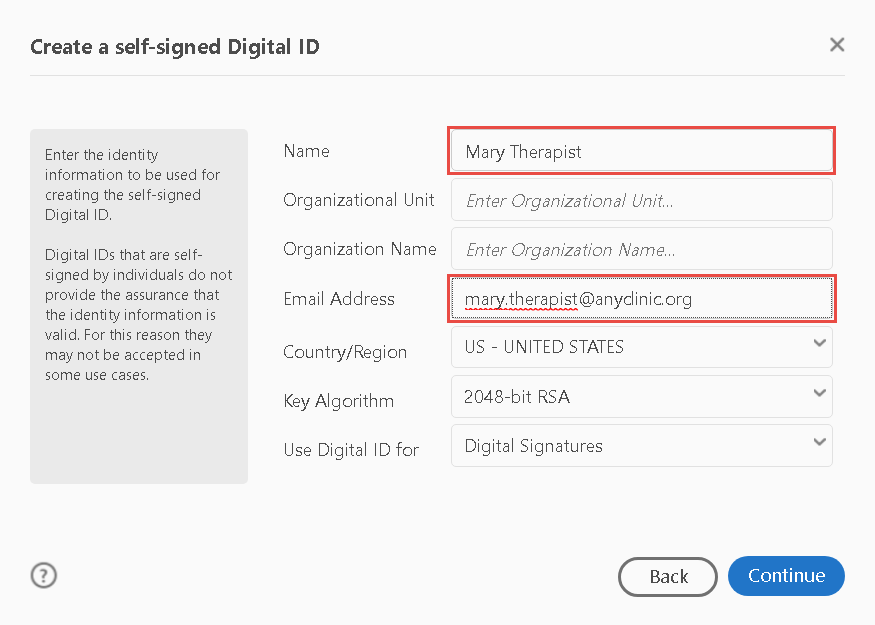 Create a self-signed Digital ID
Enter the identity
information to be used for
creating the self-signed
Digital ID.
Digital IDs that are self-
signed by individuals do not
provide the assurance that
the identity information is
valid. For this reason they
may not be accepted in
some use cases.
Name
Mary Therapist
Organizational Unit
Enter Organizational Unit...
Organization Name
Enter Organization Name...
Email Address
mary.therapist@anyclinic.org
Country/Region
US - UNITED STATES
Key Algorithm
2048-bit RSA
Use Digital ID for
Digital Signatures
?
Back
Continue